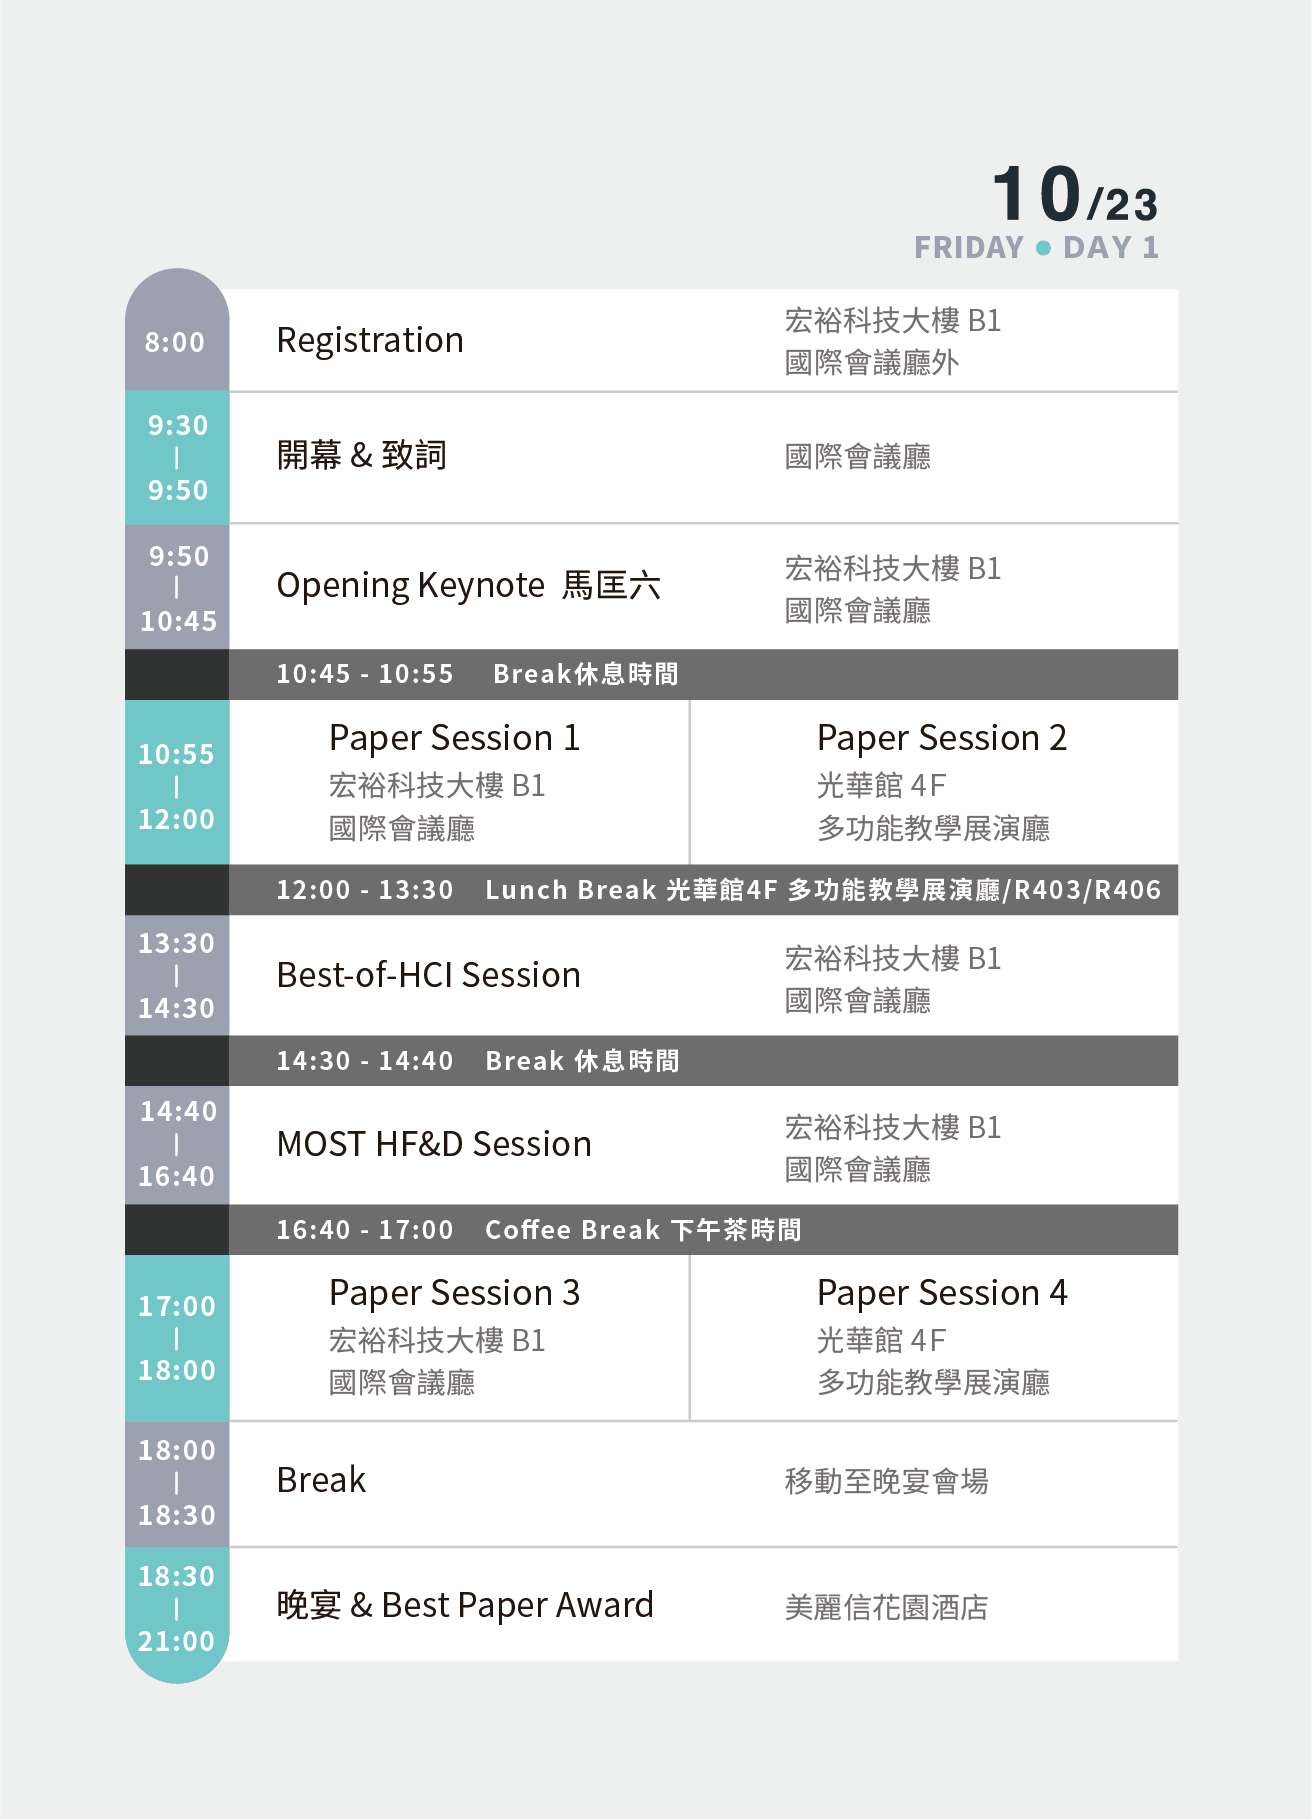 10/23
FRIDAY ● DAY 1
8:00
Registration
宏裕科技大樓 B1
國際會議廳外
9:30
|
9:50
開幕 & 致詞
國際會議廳
9:50
|
10:45
Opening Keynote 馬匡六
宏裕科技大樓 B1
國際會議廳
10:45 - 10:55 Break休息時間
10:55
|
12:00
Paper Session 1
宏裕科技大樓 B1
國際會議廳
Paper Session 2
光華館 4F
多功能教學展演廳
12:00 - 13:30 Lunch Break 光華館4F 多功能教學展演廳/R403/R406
13:30
|
14:30
Best-of-HCI Session
宏裕科技大樓 B1
國際會議廳
14:30 - 14:40 Break 休息時間
14:40
|
16:40
MOST HF&D Session
宏裕科技大樓 B1
國際會議廳
16:40 - 17:00 Coffee Break 下午茶時間
17:00
|
18:00
Paper Session 3
宏裕科技大樓 B1
國際會議廳
Paper Session 4
光華館 4F
多功能教學展演廳
18:00
|
18:30
Break
移動至晚宴會場
18:30
|
21:00
晚宴 & Best Paper Award
美麗信花園酒店